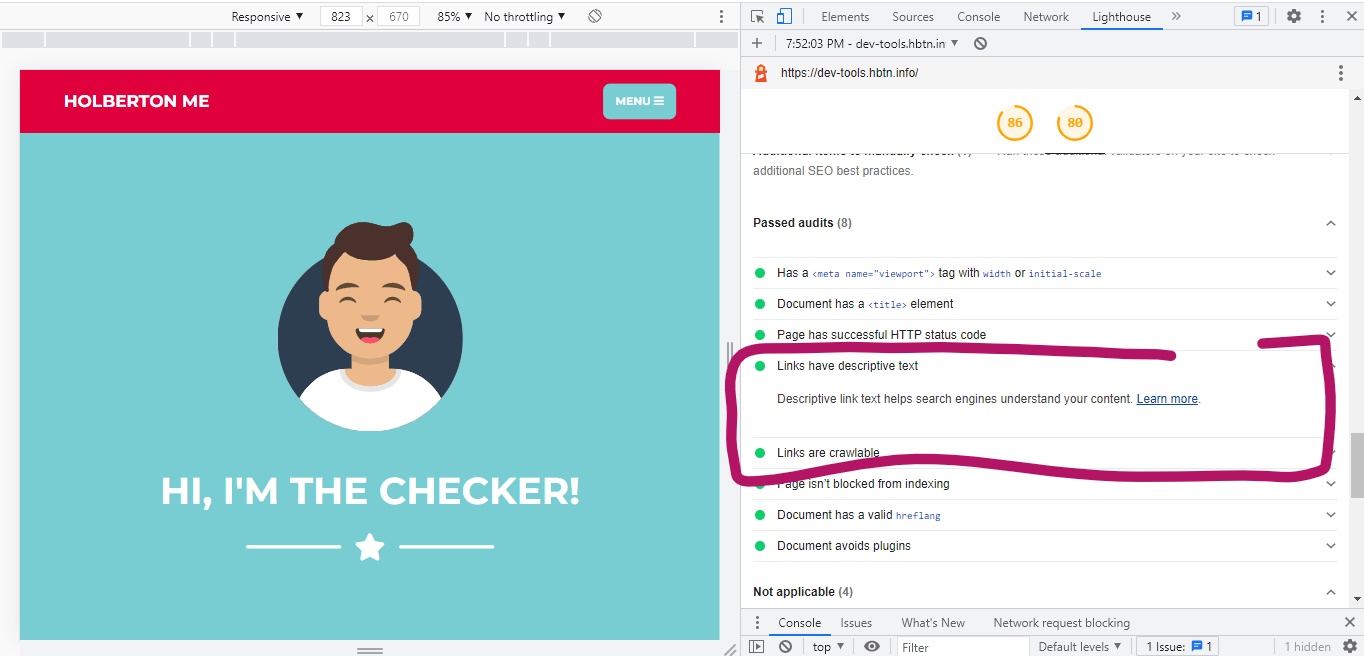 Responsive ▼ 823 × 670 85% ▼ No throttling ▼
Elements Sources Console Network Lighthouse » 1
+ 7:52:03 PM - dev-tools.hbtn.in ▼
https://dev-tools.hbtn.info/
86 80
HOLBERTON ME
MENU
HI, I'M THE CHECKER!
additional SEO best practices.
Passed audits (8)
Has a <meta name="viewport"> tag with width or initial-scale
Document has a <title> element
Page has successful HTTP status code
Links have descriptive text
Descriptive link text helps search engines understand your content. Learn more.
Links are crawlable
Page isn't blocked from indexing
Document has a valid hreflang
Document avoids plugins
Not applicable (4)
Console Issues What's New Network request blocking
top ▼ Filter Default levels ▼ 1 Issue: 1 1 hidden